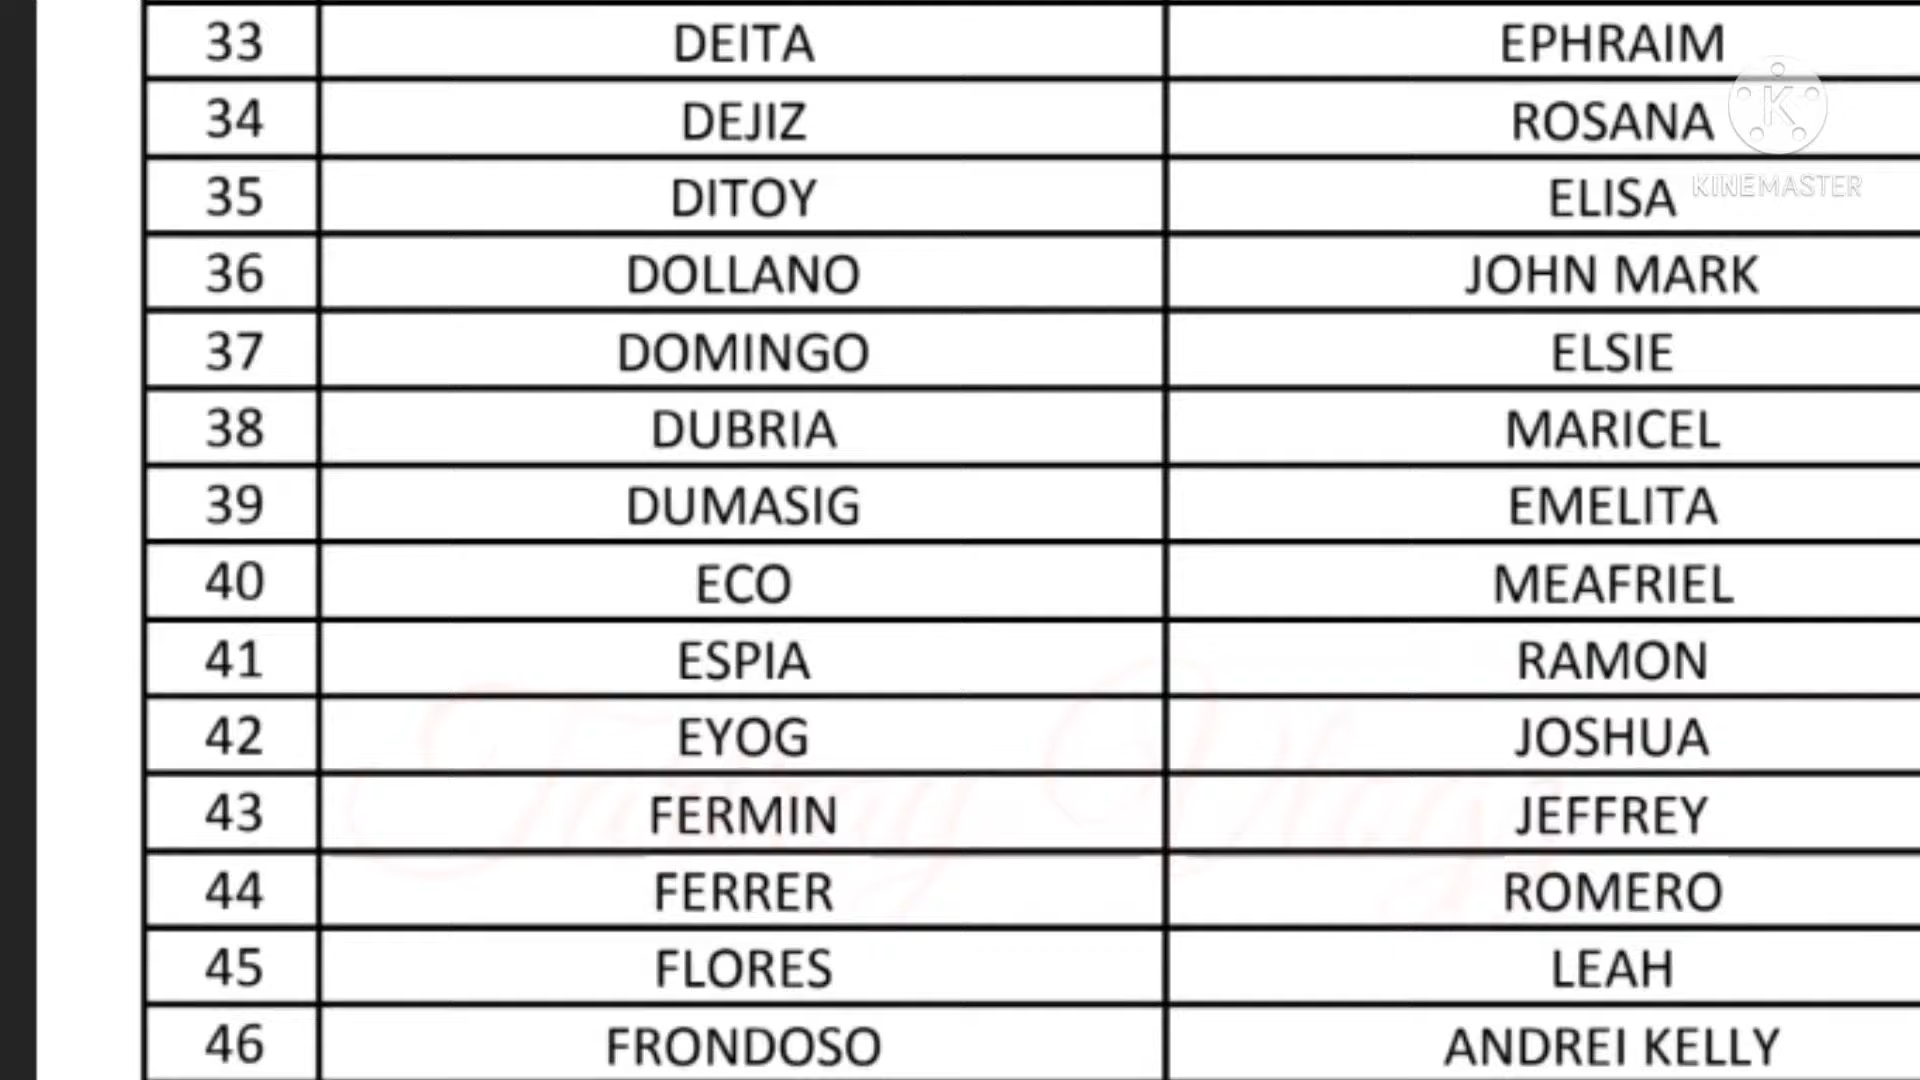 33 DEITA EPHRAIM
34 DEJIZ ROSANA
35 DITOY ELISA
36 DOLLANO JOHN MARK
37 DOMINGO ELSIE
38 DUBRIA MARICEL
39 DUMASIG EMELITA
40 ECO MEAFRIEL
41 ESPIA RAMON
42 EYOG JOSHUA
43 FERMIN JEFFREY
44 FERRER ROMERO
45 FLORES LEAH
46 FRONDOSO ANDREI KELLY
K
KINEMASTER